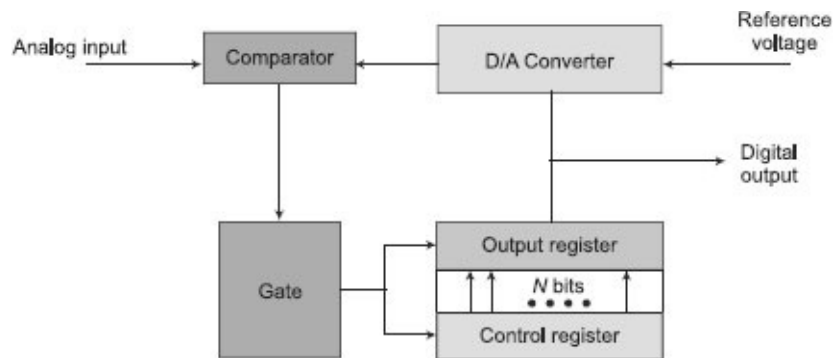 Analog input
Comparator
D/A Converter
Reference
voltage
Digital
output
Gate
Output register
N bits
Control register